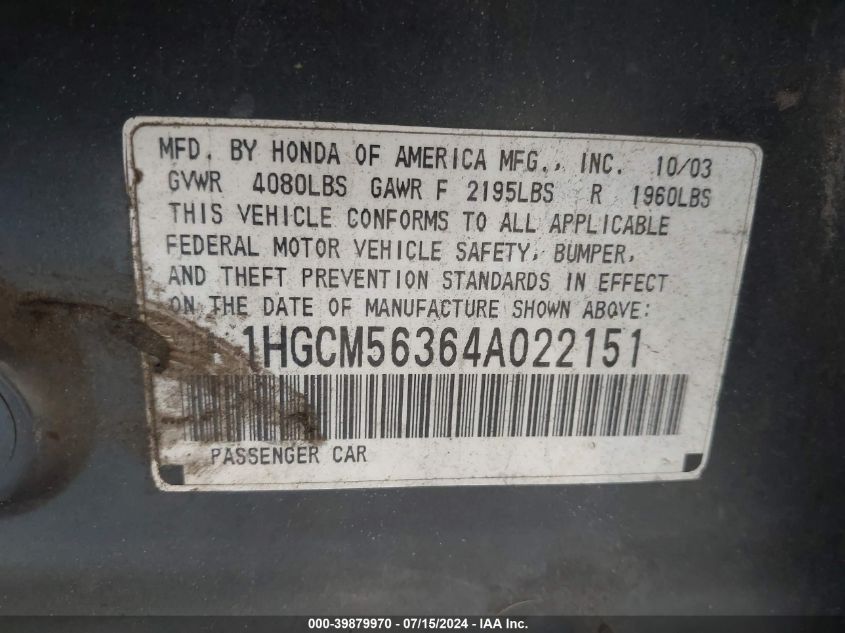 MFD. BY HONDA OF AMERICA MFG., INC. 10/03
GVWR 4080LBS GAWR F 2195LBS R 1960LBS
THIS VEHICLE CONFORMS TO ALL APPLICABLE
FEDERAL MOTOR VEHICLE SAFETY, BUMPER,
AND THEFT PREVENTION STANDARDS IN EFFECT
ON THE DATE OF MANUFACTURE SHOWN ABOVE:
1HGCM56364A022151
PASSENGER CAR
000-39879970 - 07/15/2024 - IAA Inc.